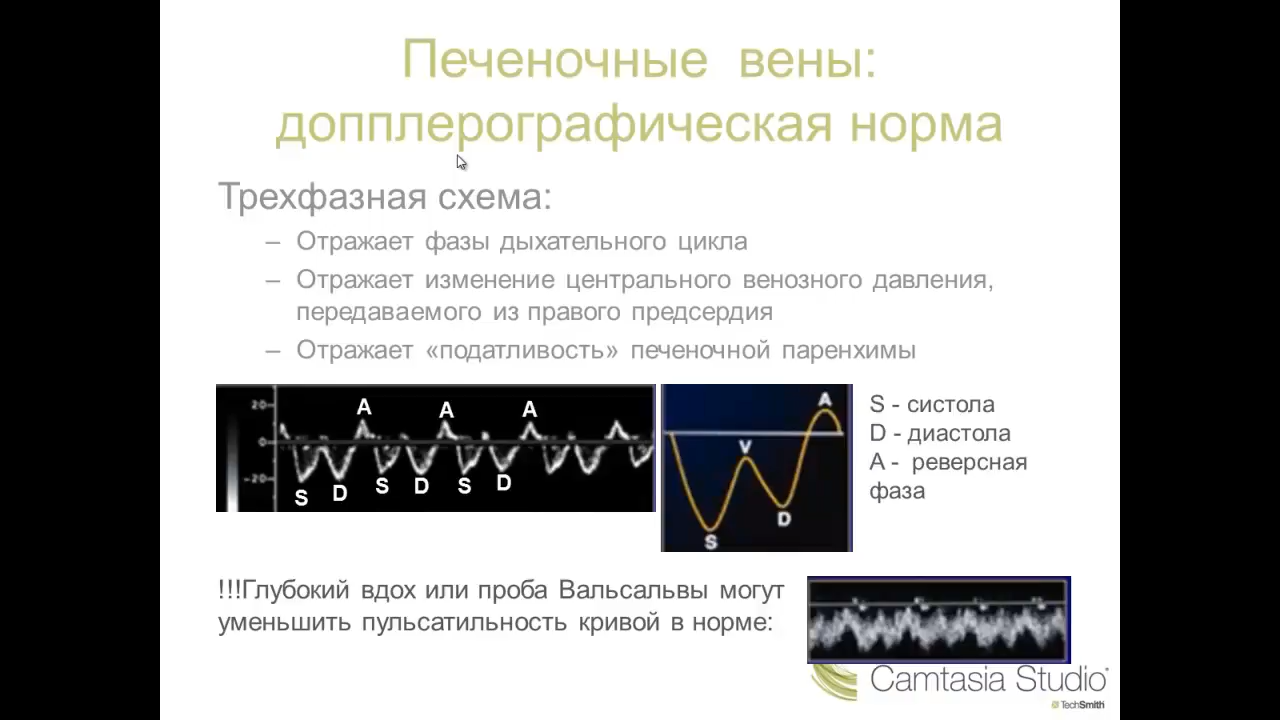 Печеночные вены:
допплерографическая норма
Трехфазная схема:
– Отражает фазы дыхательного цикла
– Отражает изменение центрального венозного давления,
передаваемого из правого предсердия
– Отражает «податливость» печеночной паренхимы
20
0
-20
A A A
S D S D S D
A
V
D
S
S - систола
D - диастола
A - реверсная
фаза
!!!Глубокий вдох или проба Вальсальвы могут
уменьшить пульсатильность кривой в норме:
Camtasia Studio
TechSmith